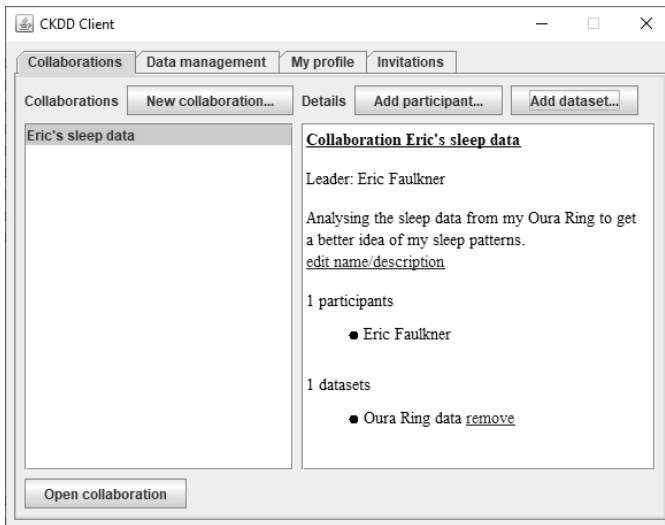 CKDD Client
Collaborations Data management My profile Invitations
Collaborations New collaboration... Details Add participant... Add dataset...
Eric's sleep data
Collaboration Eric's sleep data
Leader: Eric Faulkner
Analysing the sleep data from my Oura Ring to get
a better idea of my sleep patterns.
edit name/description
1 participants
Eric Faulkner
1 datasets
Oura Ring data remove
Open collaboration